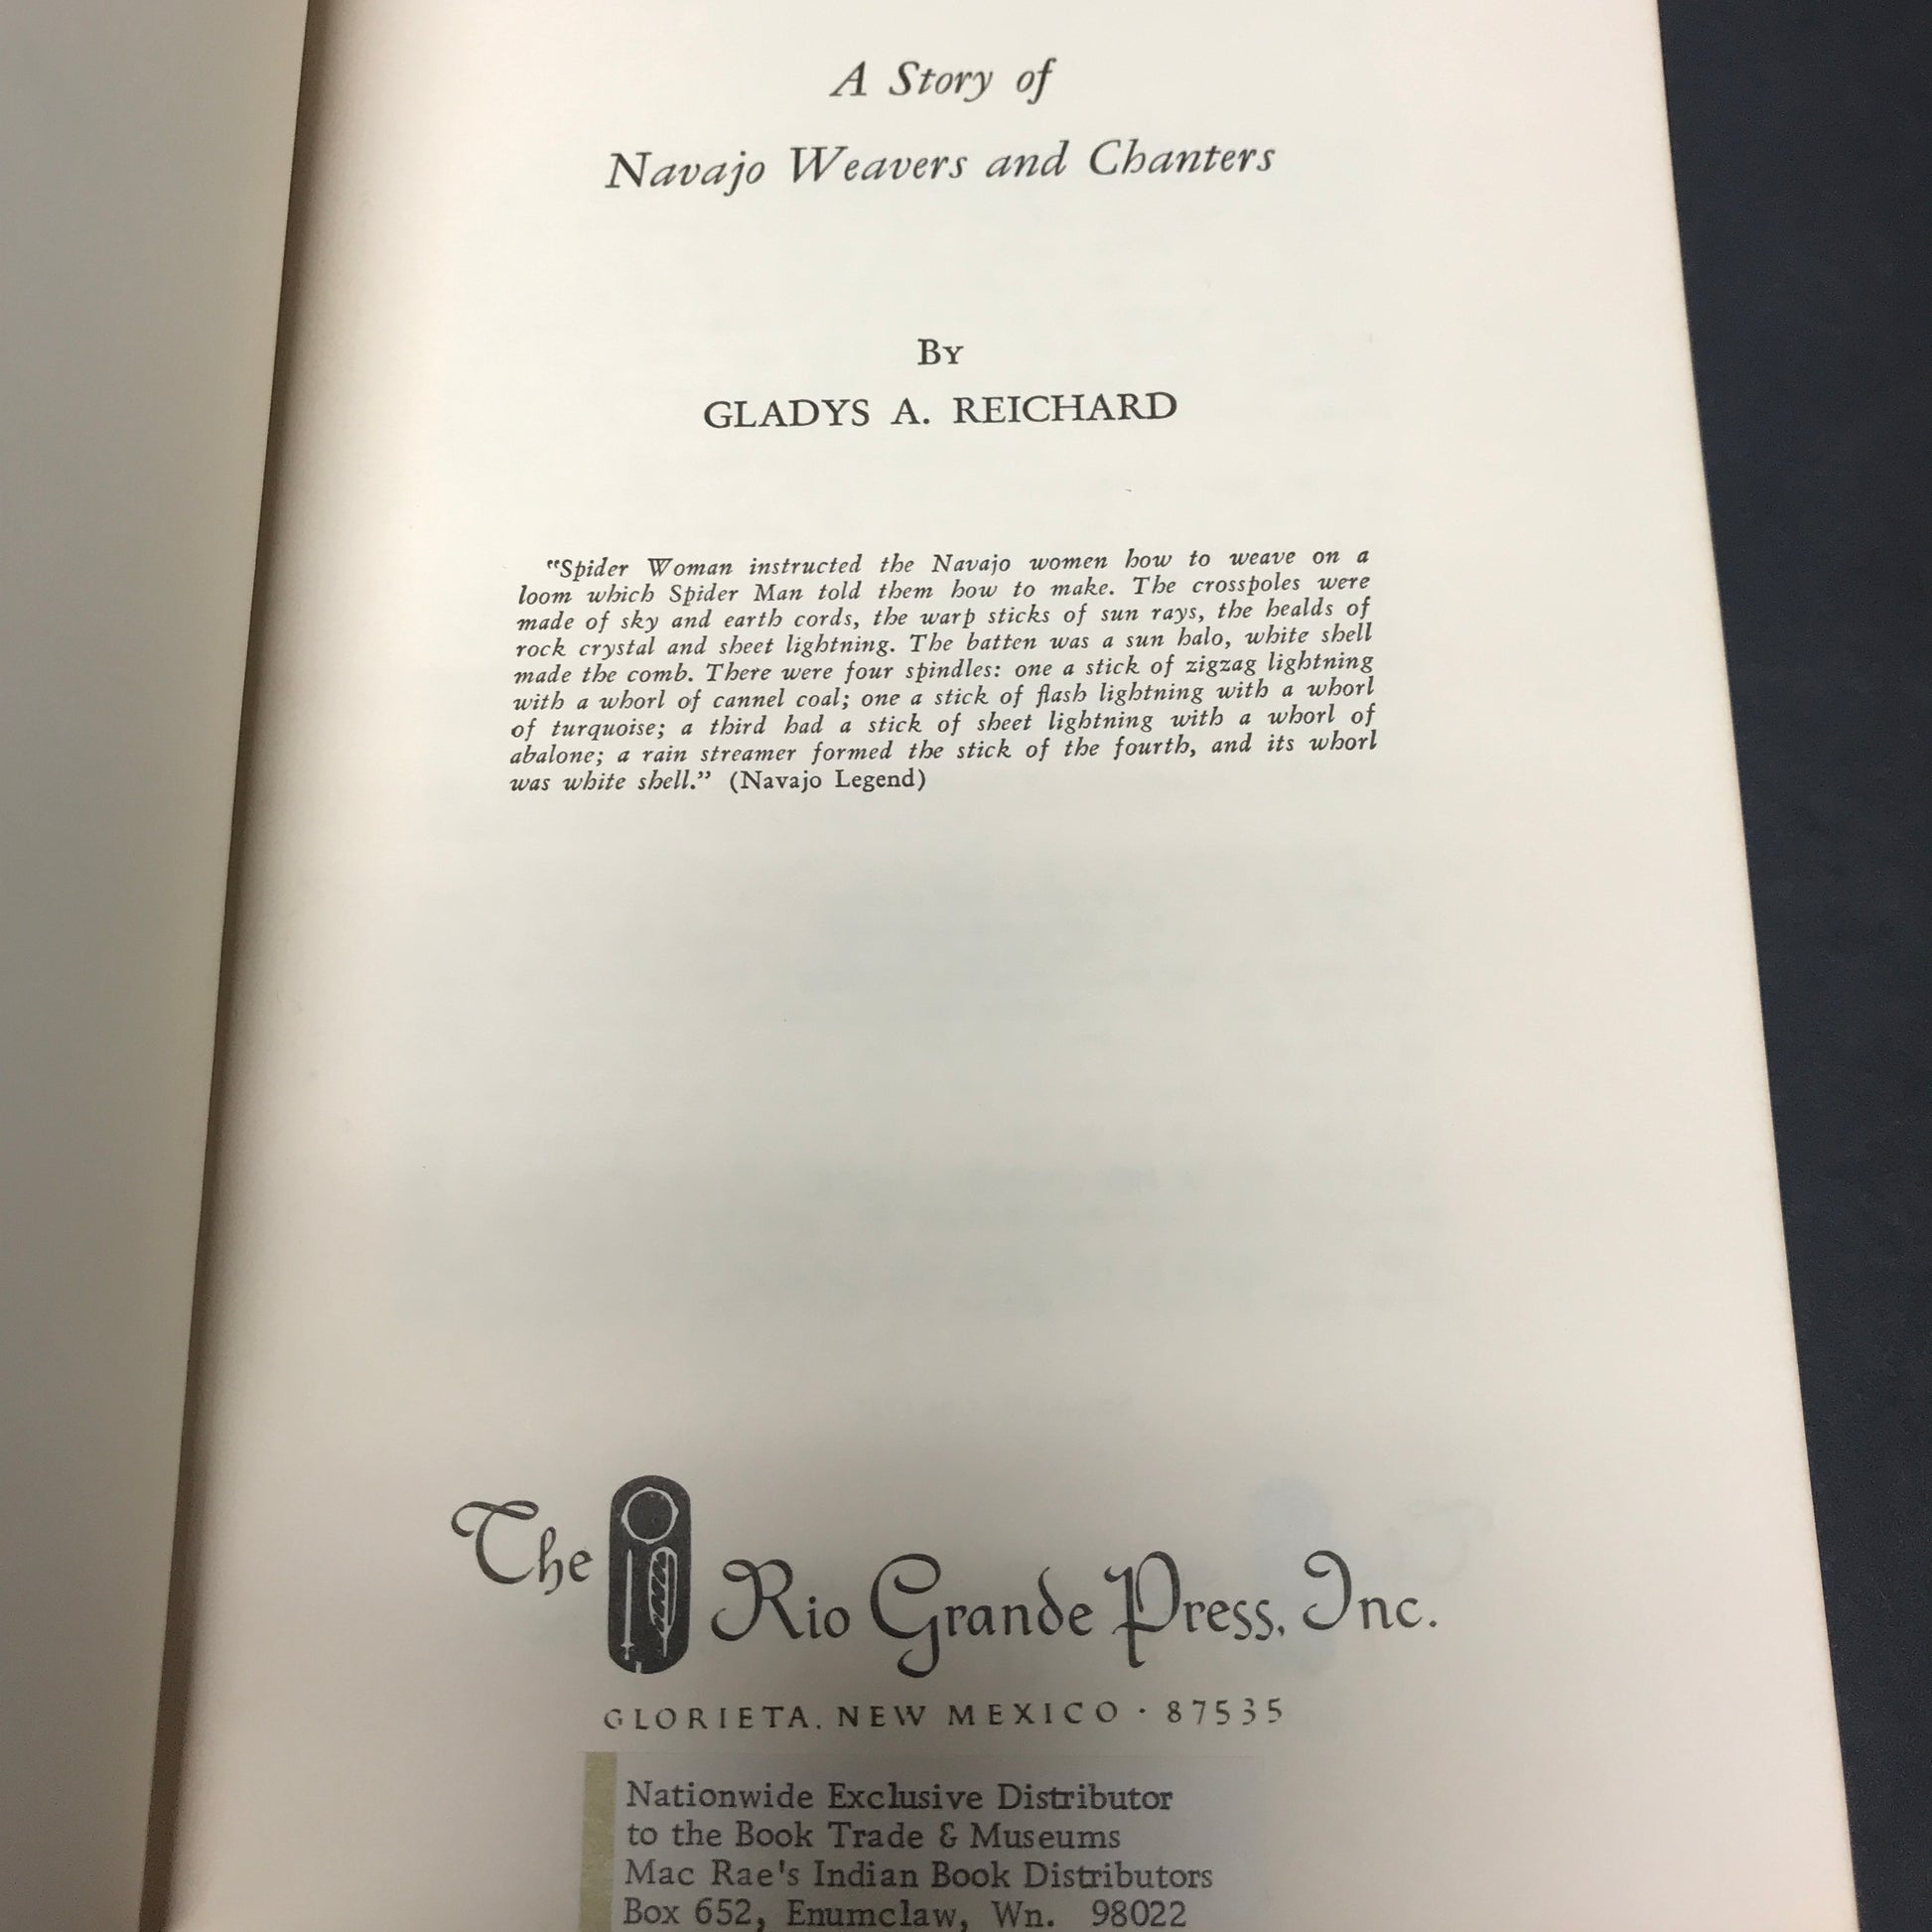 A Story of
Navajo Weavers and Chanters
By
GLADYS A. REICHARD
"Spider Woman instructed the Navajo women how to weave on a
loom which Spider Man told them how to make. The crosspoles were
made of sky and earth cords, the warp sticks of sun rays, the healds of
rock crystal and sheet lightning. The batten was a sun halo, white shell
made the comb. There were four spindles: one a stick of zigzag lightning
with a whorl of cannel coal; one a stick of flash lightning with a whorl
of turquoise; a third had a stick of sheet lightning with a whorl of
abalone; a rain streamer formed the stick of the fourth, and its whorl
was white shell." (Navajo Legend)
The Rio Grande Press, Inc.
GLORIETA, NEW MEXICO · 87535
Nationwide Exclusive Distributor
to the Book Trade & Museums
Mac Rae's Indian Book Distributors
Box 652, Enumclaw, Wn. 98022